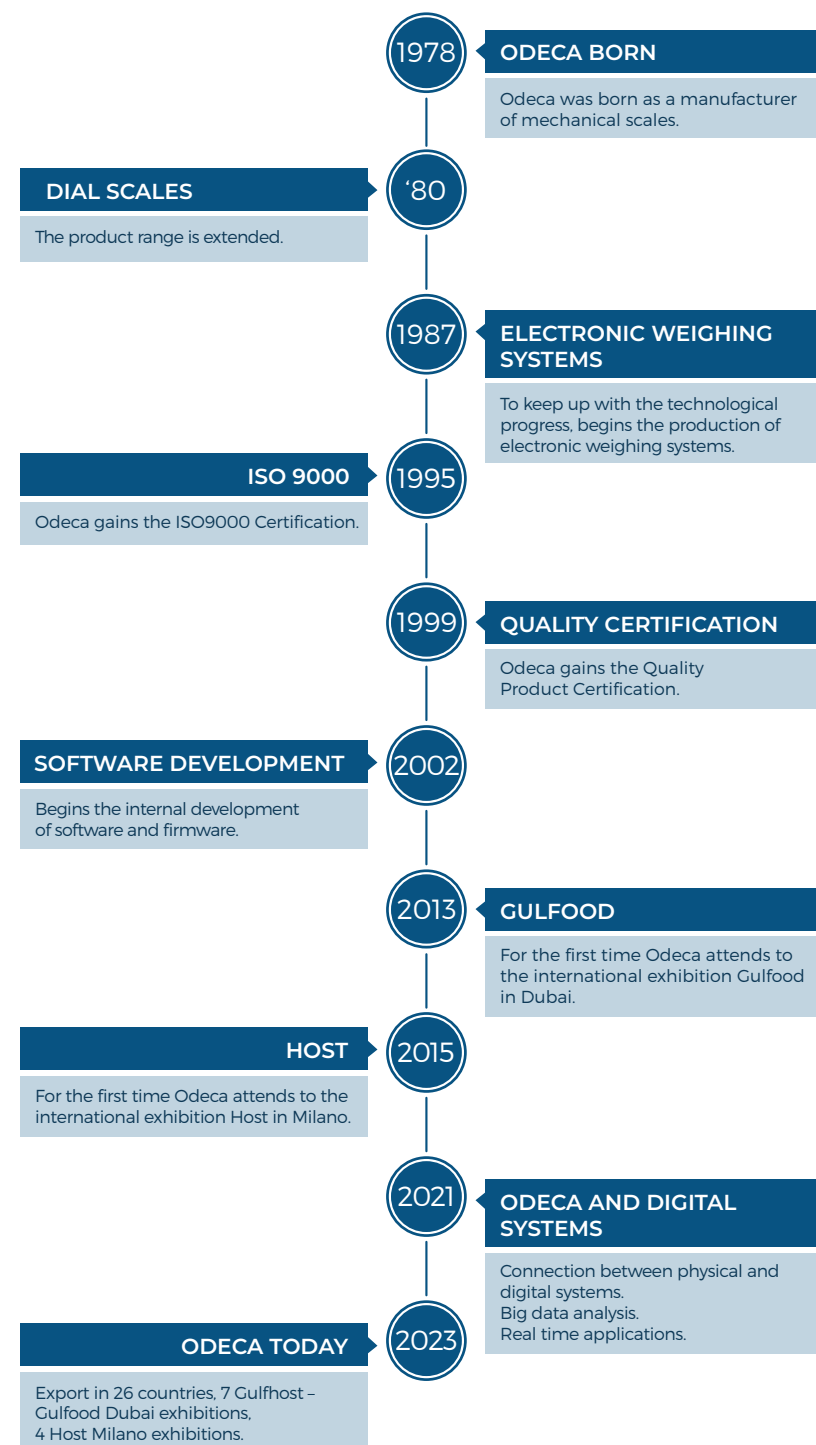 1978
ODECA BORN
Odeca was born as a manufacturer
of mechanical scales.
‘80
DIAL SCALES
The product range is extended.
1987
ELECTRONIC WEIGHING
SYSTEMS
To keep up with the technological
progress, begins the production of
electronic weighing systems.
1995
ISO 9000
Odeca gains the ISO9000 Certification.
1999
QUALITY CERTIFICATION
Odeca gains the Quality
Product Certification.
2002
SOFTWARE DEVELOPMENT
Begins the internal development
of software and firmware.
2013
GULFOOD
For the first time Odeca attends to
the international exhibition Gulfood
in Dubai.
2015
HOST
For the first time Odeca attends to the
international exhibition Host in Milano.
2021
ODECA AND DIGITAL
SYSTEMS
Connection between physical and
digital systems.
Big data analysis.
Real time applications.
2023
ODECA TODAY
Export in 26 countries, 7 Gulfhost –
Gulfood Dubai exhibitions,
4 Host Milano exhibitions.